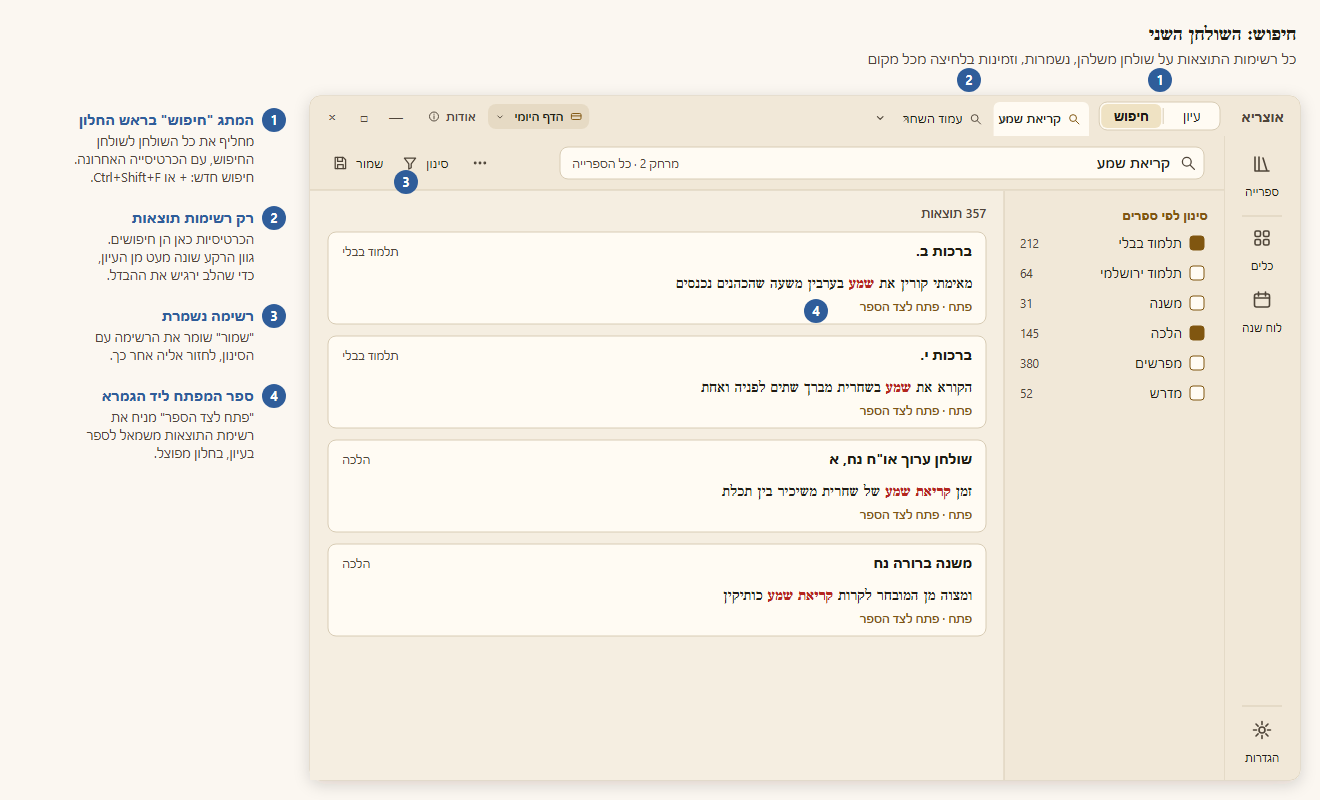 חיפוש: השולחן השני
כל רשימות התוצאות על שולחן משלהן, נשמרות, וזמינות בלחיצה מכל מקום
1
2
אוצריא
עיון
חיפוש
קריאת שמע
עמוד השחר
הדף היומי
אודות
ספרייה
כלים
לוח שנה
הגדרות
קריאת שמע
מרחק 2 · כל הספרייה
סינון
שמור
3
סינון לפי ספרים
תלמוד בבלי 212
תלמוד ירושלמי 64
משנה 31
הלכה 145
מפרשים 380
מדרש 52
357 תוצאות
ברכות ב. תלמוד בבלי
מאימתי קורין את שמע בערבין משעה שהכהנים נכנסים
פתח · פתח לצד הספר
4
ברכות י. תלמוד בבלי
הקורא את שמע בשחרית מברך שתים לפניה ואחת
פתח · פתח לצד הספר
שולחן ערוך או"ח נח, א הלכה
זמן קריאת שמע של שחרית משיכיר בין תכלת
פתח · פתח לצד הספר
משנה ברורה נח הלכה
ומצוה מן המובחר לקרות קריאת שמע כותיקין
פתח · פתח לצד הספר
1 המתג "חיפוש" בראש החלון
מחליף את כל השולחן לשולחן
החיפוש, עם הכרטיסייה האחרונה.
חיפוש חדש: + או Ctrl+Shift+F.
2 רק רשימות תוצאות
הכרטיסיות כאן הן חיפושים.
גוון הרקע שונה מעט מן העיון,
כדי שהלב ירגיש את ההבדל.
3 רשימה נשמרת
"שמור" שומר את הרשימה עם
הסינון, לחזור אליה אחר כך.
4 ספר המפתח ליד הגמרא
"פתח לצד הספר" מניח את
רשימת התוצאות משמאל לספר
בעיון, בחלון מפוצל.